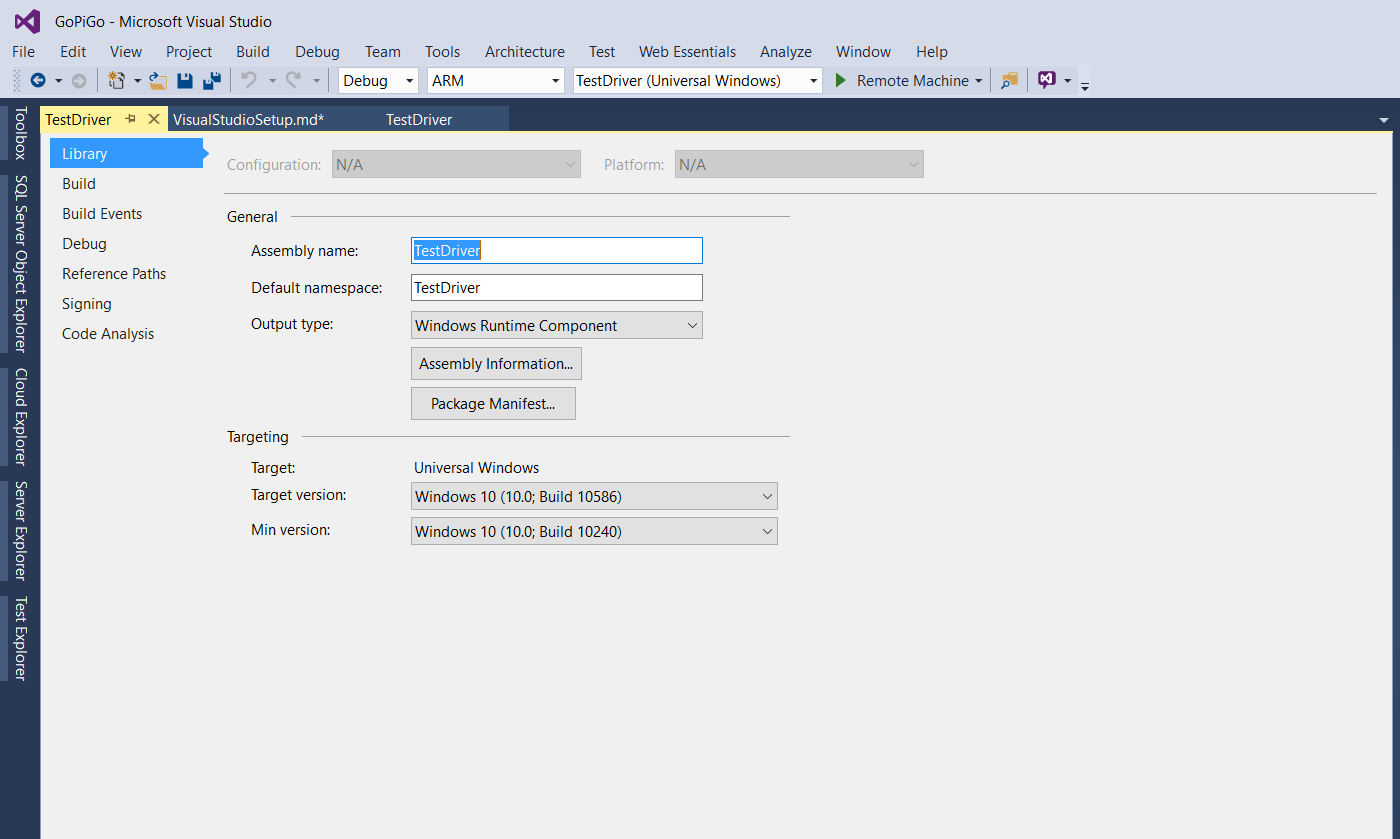 GoPiGo - Microsoft Visual Studio
File Edit View Project Build Debug Team Tools Architecture Test Web Essentials Analyze Window Help
Debug ARM TestDriver (Universal Windows) Remote Machine
TestDriver VisualStudioSetup.md* TestDriver
Toolbox
SQL Server Object Explorer
Cloud Explorer
Server Explorer
Test Explorer
Library
Build
Build Events
Debug
Reference Paths
Signing
Code Analysis
Configuration: N/A Platform: N/A
General
Assembly name: TestDriver
Default namespace: TestDriver
Output type: Windows Runtime Component
Assembly Information...
Package Manifest...
Targeting
Target: Universal Windows
Target version: Windows 10 (10.0; Build 10586)
Min version: Windows 10 (10.0; Build 10240)